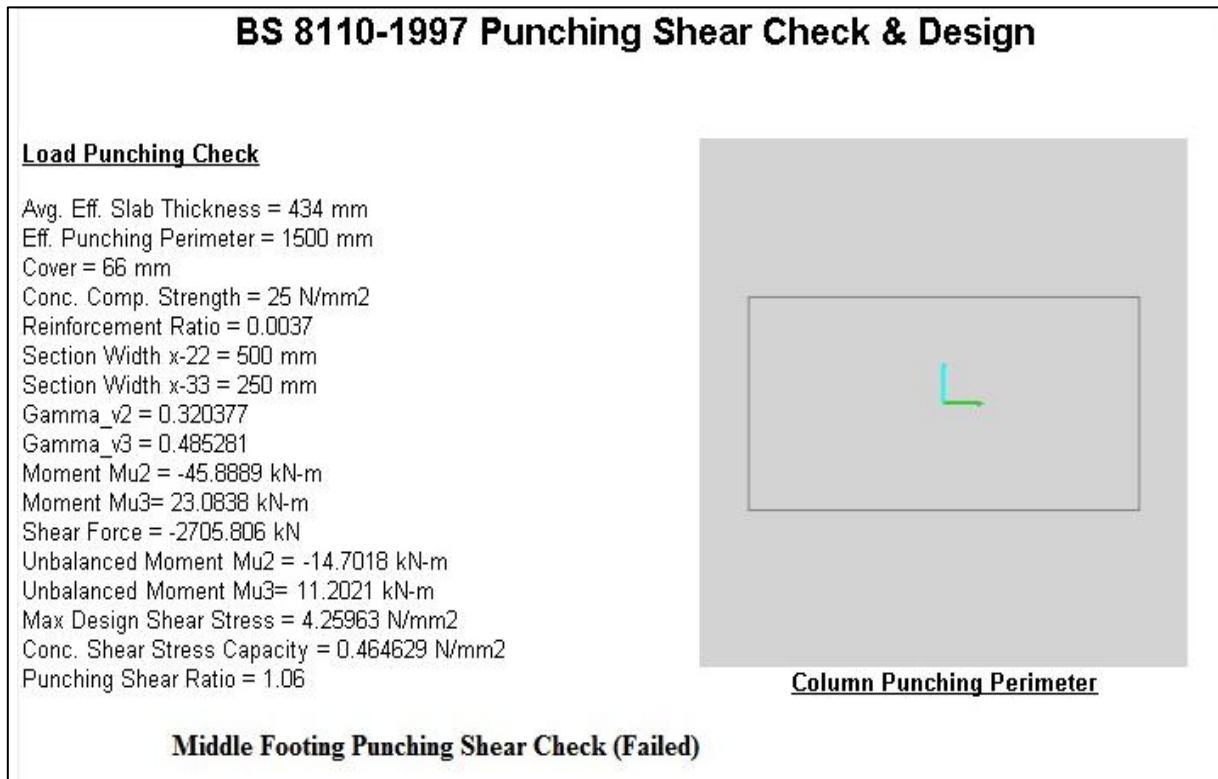 BS 8110-1997 Punching Shear Check & Design
Load Punching Check
Avg. Eff. Slab Thickness = 434 mm
Eff. Punching Perimeter = 1500 mm
Cover = 66 mm
Conc. Comp. Strength = 25 N/mm2
Reinforcement Ratio = 0.0037
Section Width x-22 = 500 mm
Section Width x-33 = 250 mm
Gamma_v2 = 0.320377
Gamma_v3 = 0.485281
Moment Mu2 = -45.8889 kN-m
Moment Mu3= 23.0838 kN-m
Shear Force = -2705.806 kN
Unbalanced Moment Mu2 = -14.7018 kN-m
Unbalanced Moment Mu3= 11.2021 kN-m
Max Design Shear Stress = 4.25963 N/mm2
Conc. Shear Stress Capacity = 0.464629 N/mm2
Punching Shear Ratio = 1.06
Column Punching Perimeter
Middle Footing Punching Shear Check (Failed)